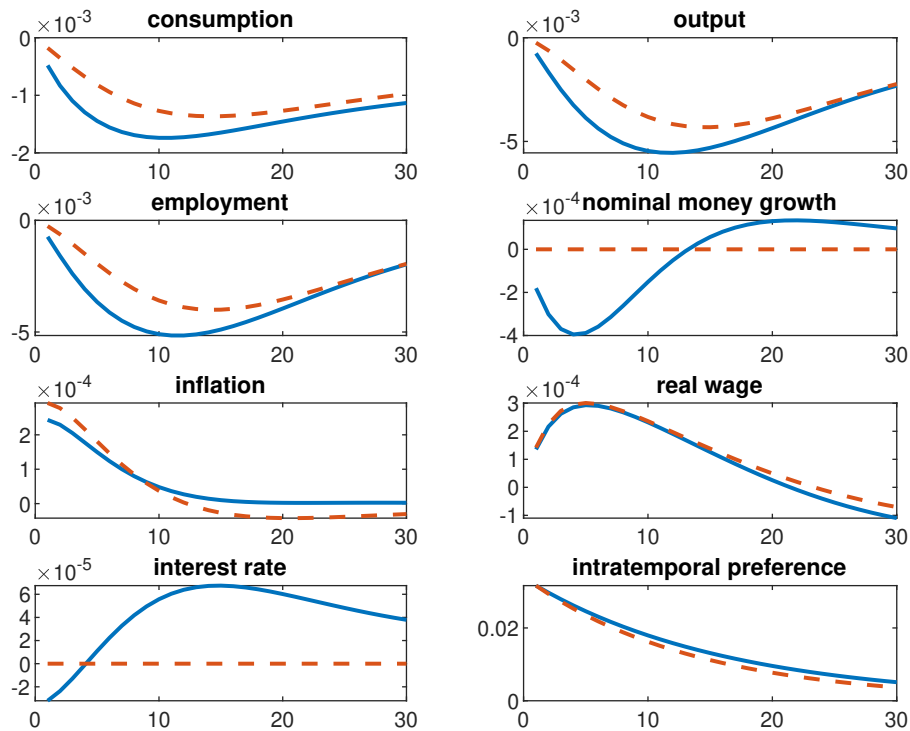 ×10⁻³ consumption
0
-1
-2
0 10 20 30
×10⁻³ output
0
-5
0 10 20 30
×10⁻³ employment
0
-5
0 10 20 30
×10⁻⁴ nominal money growth
0
-2
-4
0 10 20 30
×10⁻⁴ inflation
2
1
0
0 10 20 30
×10⁻⁴ real wage
3
2
1
0
-1
0 10 20 30
×10⁻⁵ interest rate
6
4
2
0
-2
0 10 20 30
intratemporal preference
0.02
0
0 10 20 30